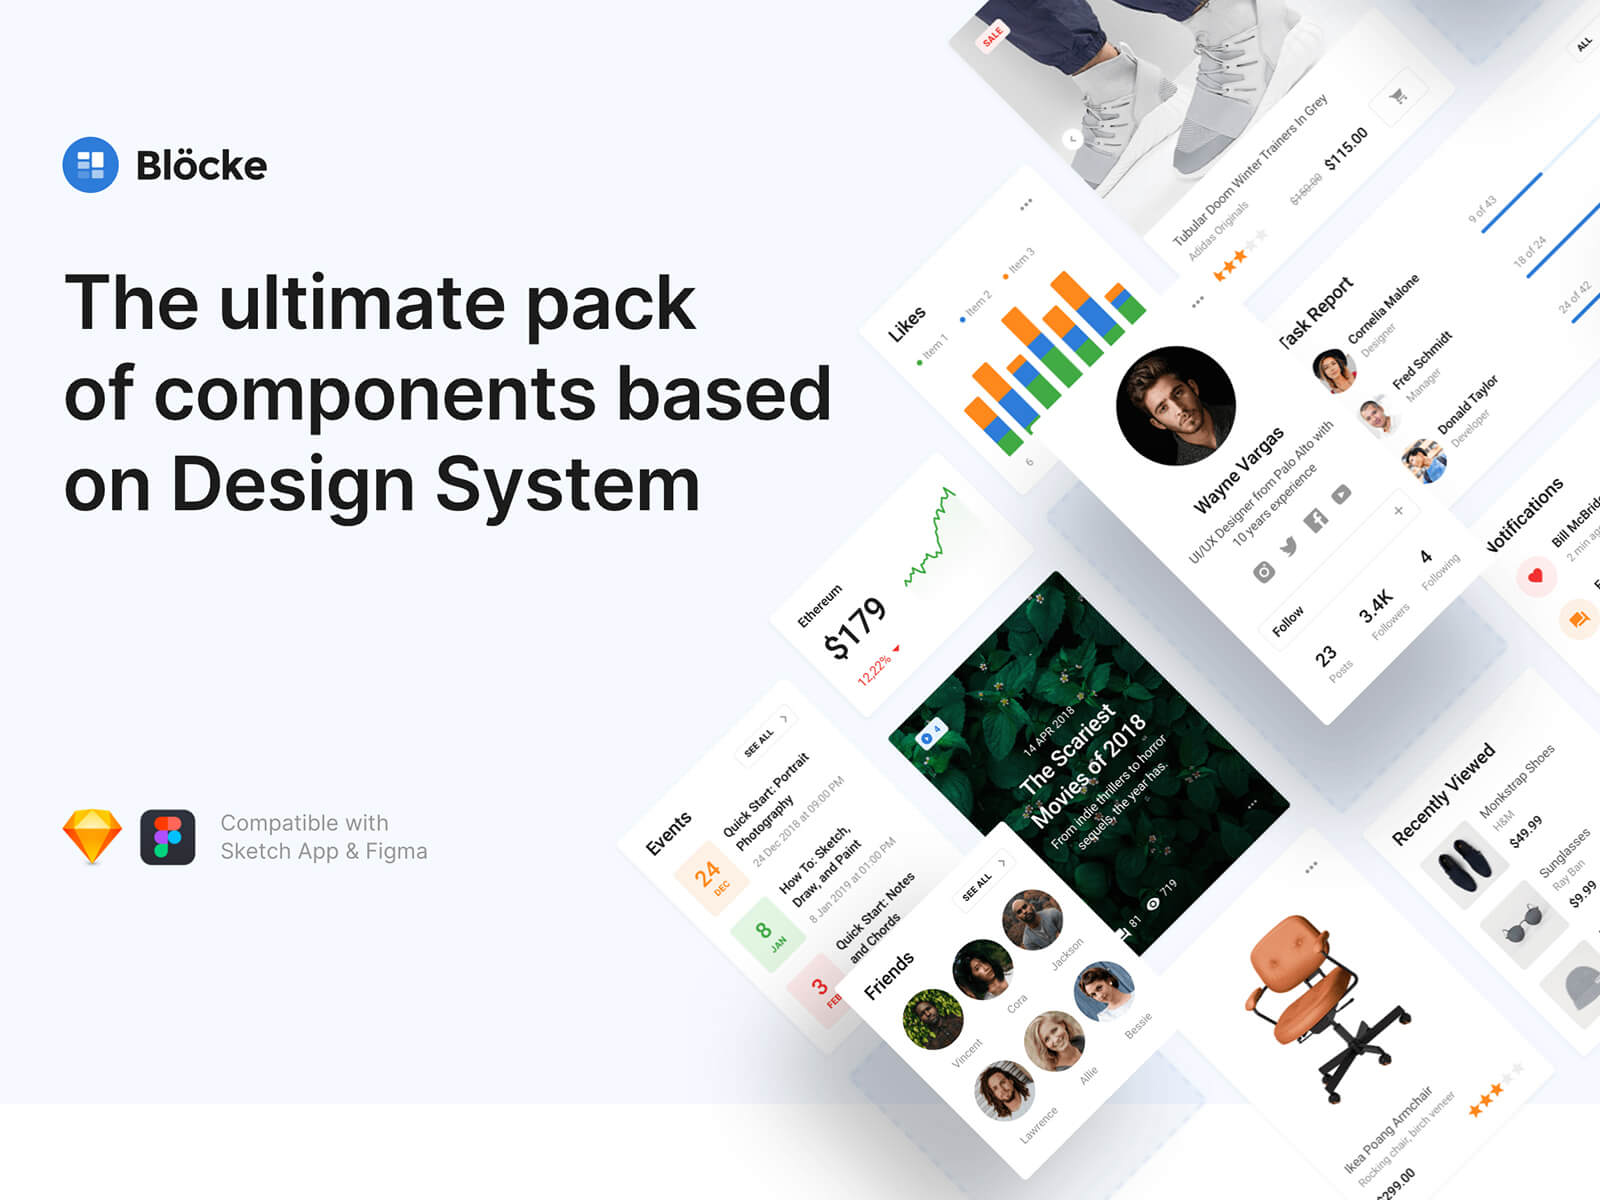 Blöcke
The ultimate pack
of components based
on Design System
Compatible with
Sketch App & Figma
SALE
Tubular Doom Winter Trainers In Grey
Adidas Originals
$150.00
$115.00
ALL
Likes
Item 1
Item 2
Item 3
6
Task Report
Cornelia Malone
Designer
9 of 43
Fred Schmidt
Manager
18 of 24
Donald Taylor
Developer
24 of 42
Wayne Vargas
UI/UX Designer from Palo Alto with
10 years experience
Follow
+
23
Posts
3.4K
Followers
4
Following
Notifications
Bill McBrid
2 min ag
Ethereum
$179
12,22%
4
14 APR 2018
The Scariest
Movies of 2018
From indie thrillers to horror
sequels, the year has.
81
719
Events
SEE ALL
24
DEC
Quick Start: Portrait
Photography
24 Dec 2018 at 09:00 PM
8
JAN
How To: Sketch,
Draw, and Paint
8 Jan 2019 at 01:00 PM
3
FEB
Quick Start: Notes
and Chords
Friends
SEE ALL
Vincent
Cora
Jackson
Lawrence
Allie
Bessie
Recently Viewed
Monkstrap Shoes
H&M
$49.99
Sunglasses
Ray Ban
$9.99
Ikea Poang Armchair
Rocking chair, birch veneer
$299.00